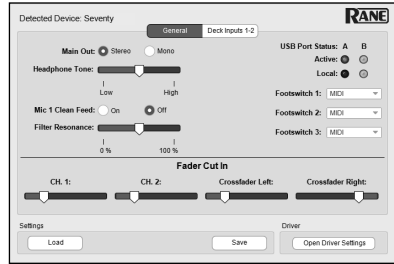 Detected Device: Seventy
RANE
General
Deck Inputs 1-2
Main Out: Stereo Mono
Headphone Tone:
Low High
Mic 1 Clean Feed: On Off
Filter Resonance:
0 % 100 %
USB Port Status: A B
Active:
Local:
Footswitch 1: MIDI
Footswitch 2: MIDI
Footswitch 3: MIDI
Fader Cut In
CH. 1: CH. 2: Crossfader Left: Crossfader Right:
Settings
Load
Save
Driver
Open Driver Settings